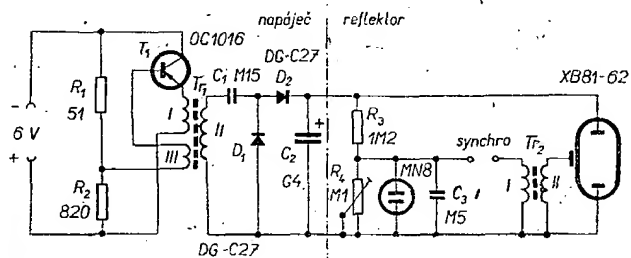 napáječ
reflektor
OC1016
T1
DG-C27
D2
XB81-62
Tr1
C1 M15
R1
51
I
II
III
- 6 V +
R2
820
D1
+
C2
G4
DG-C27
R3
1M2
R4
M1
MN8
C3
M5
synchro
Tr2
I
II